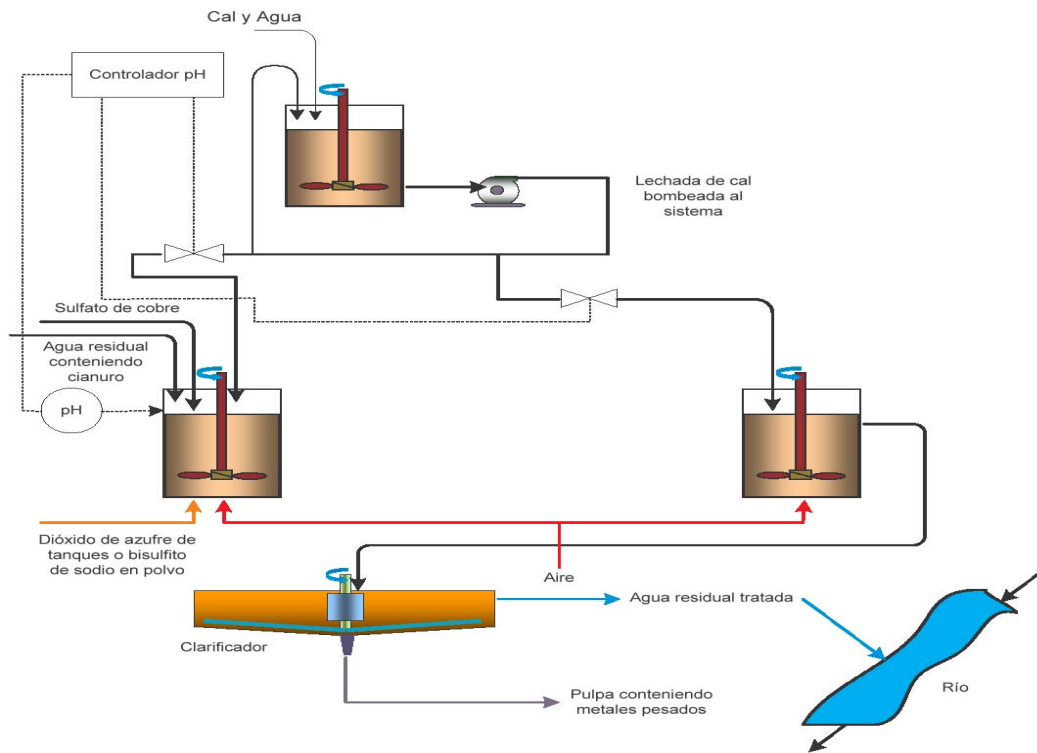 Cal y Agua
Controlador pH
Lechada de cal
bombeada al
sistema
Sulfato de cobre
Agua residual
conteniendo
cianuro
pH
Dióxido de azufre de
tanques o bisulfito
de sodio en polvo
Aire
Agua residual tratada
Clarificador
Río
Pulpa conteniendo
metales pesados